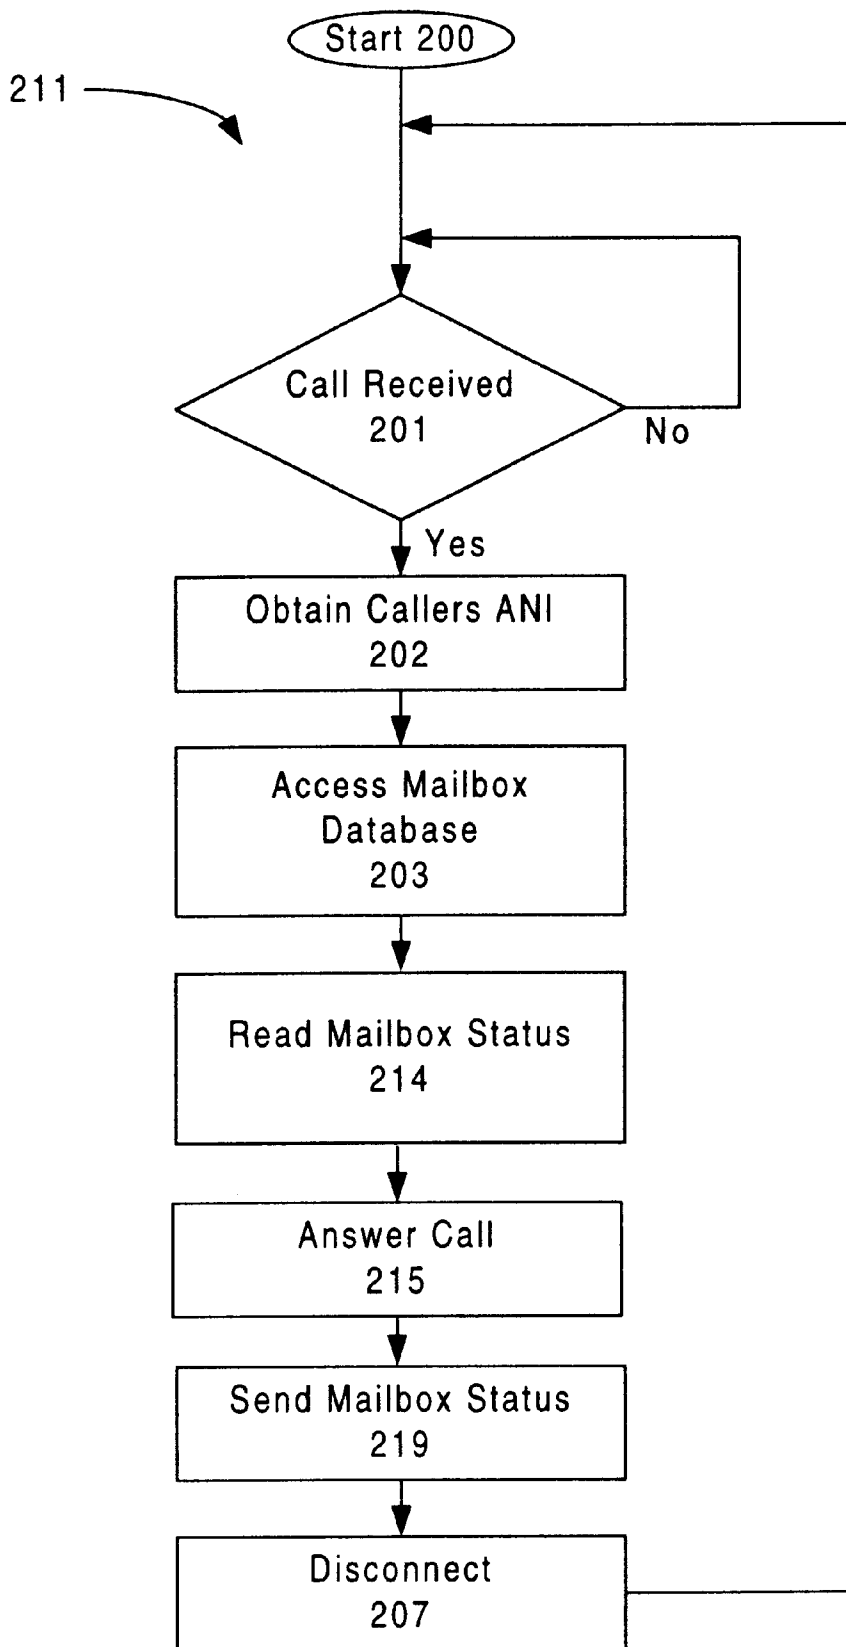 Start 200
211
Call Received
201
No
Yes
Obtain Callers ANI
202
Access Mailbox
Database
203
Read Mailbox Status
214
Answer Call
215
Send Mailbox Status
219
Disconnect
207